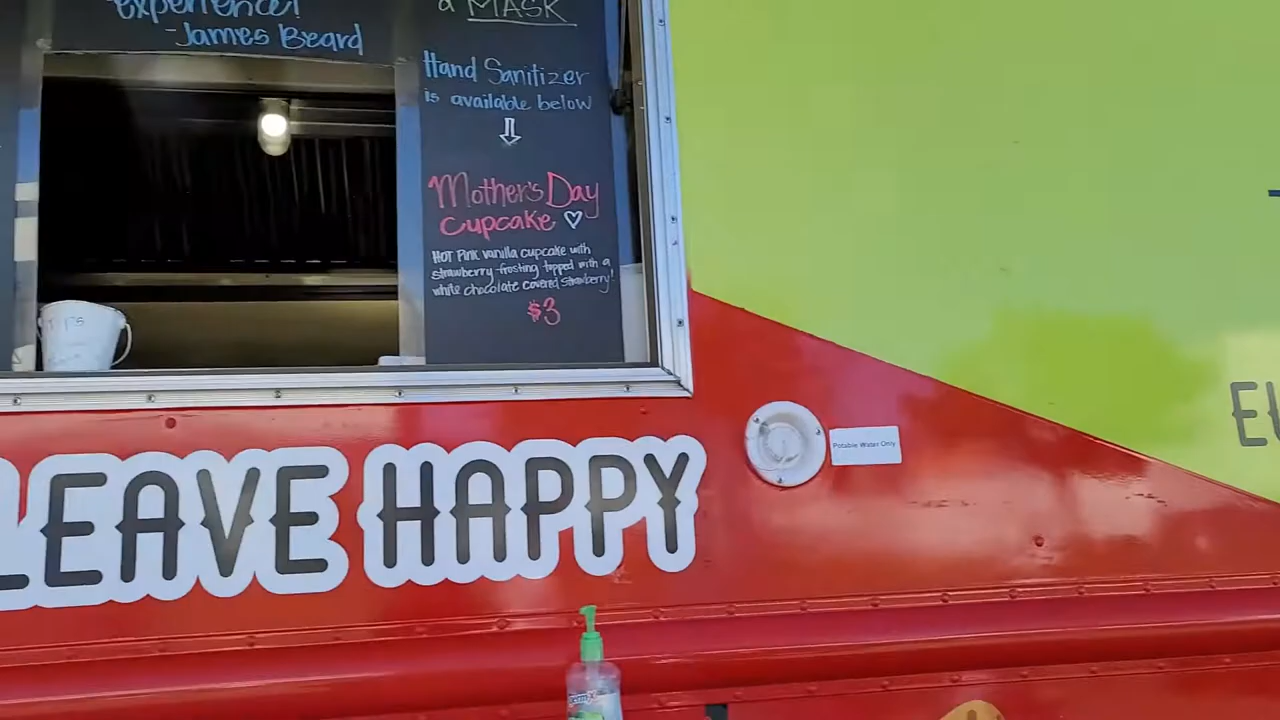 experience!
-James Beard
a MASK
Hand Sanitizer
is available below
Mother's Day
Cupcake
HOT PINK vanilla cupcake with
strawberry frosting topped with a
white chocolate covered strawberry!
$3
TIPS
LEAVE HAPPY
Potable Water Only